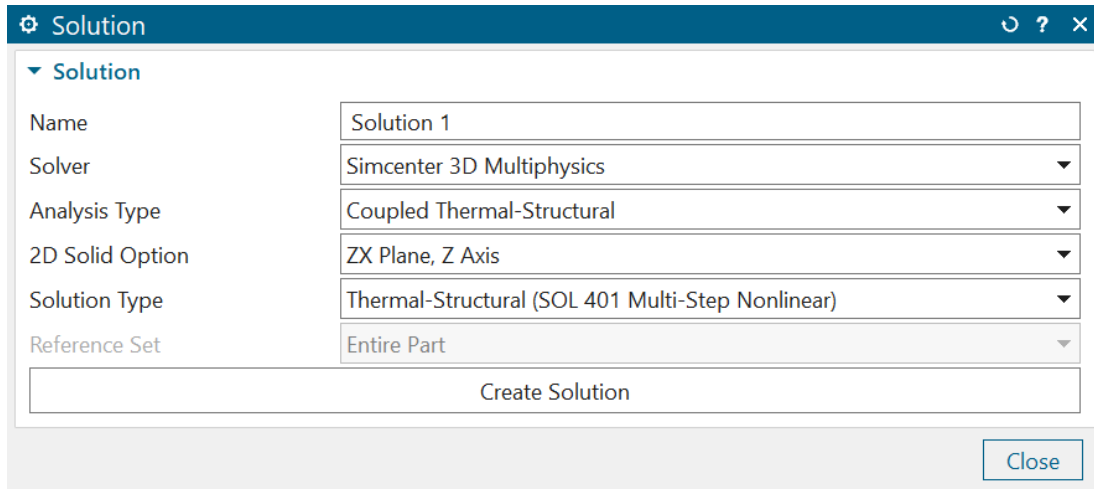 Solution ?
Solution
Name Solution 1
Solver Simcenter 3D Multiphysics
Analysis Type Coupled Thermal-Structural
2D Solid Option ZX Plane, Z Axis
Solution Type Thermal-Structural (SOL 401 Multi-Step Nonlinear)
Reference Set Entire Part
Create Solution
Close